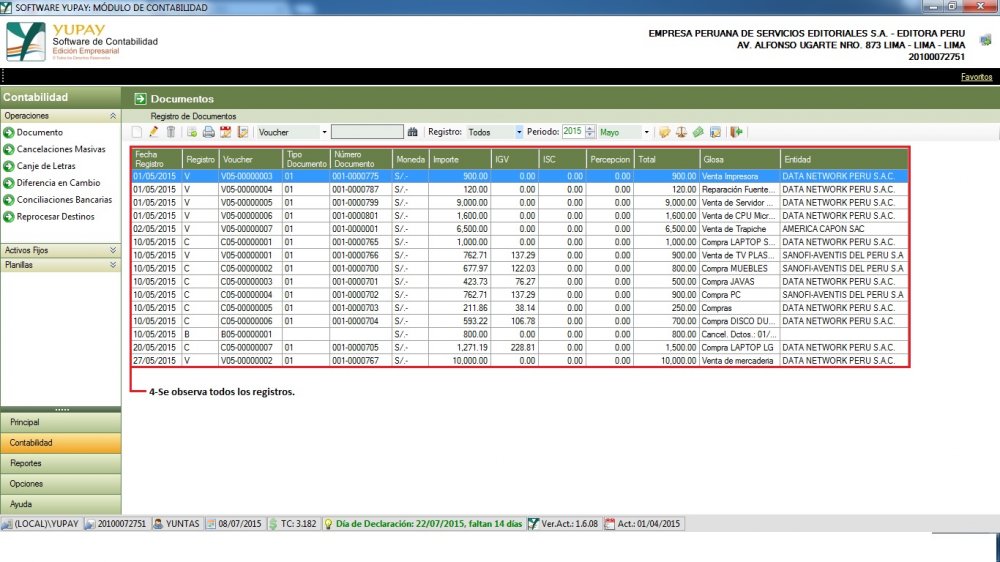 SOFTWARE YUPAY: MÓDULO DE CONTABILIDAD
YUPAY
Software de Contabilidad
Edición Empresarial
EMPRESA PERUANA DE SERVICIOS EDITORIALES S.A. - EDITORA PERU
AV. ALFONSO UGARTE NRO. 873 LIMA - LIMA - LIMA
20100072751
Favoritos
Contabilidad
Documentos
Operaciones
Registro de Documentos
Documento
Cancelaciones Masivas
Canje de Letras
Diferencia en Cambio
Conciliaciones Bancarias
Reprocesar Destinos
Activos Fijos
Planillas
Voucher Registro: Todos Periodo: 2015 Mayo
Fecha Registro Registro Voucher Tipo Documento Número Documento Moneda Importe IGV ISC Percepcion Total Glosa Entidad
01/05/2015 V V05-00000003 01 001-0000775 S/.- 900.00 0.00 0.00 0.00 900.00 Venta Impresora DATA NETWORK PERU S.A.C.
01/05/2015 V V05-00000004 01 001-0000787 S/.- 120.00 0.00 0.00 0.00 120.00 Reparación Fuente... DATA NETWORK PERU S.A.C.
01/05/2015 V V05-00000005 01 001-0000799 S/.- 9,000.00 0.00 0.00 0.00 9,000.00 Venta de Servidor ... DATA NETWORK PERU S.A.C.
01/05/2015 V V05-00000006 01 001-0000801 S/.- 1,600.00 0.00 0.00 0.00 1,600.00 Venta de CPU Micr... DATA NETWORK PERU S.A.C.
02/05/2015 V V05-00000007 01 001-0000001 S/.- 6,500.00 0.00 0.00 0.00 6,500.00 Venta de Trapiche AMERICA CAPON SAC
10/05/2015 C C05-00000001 01 001-0000765 S/.- 1,000.00 0.00 0.00 0.00 1,000.00 Compra LAPTOP S... DATA NETWORK PERU S.A.C.
10/05/2015 V V05-00000001 01 001-0000766 S/.- 762.71 137.29 0.00 0.00 900.00 Venta de TV PLAS... SANOFI-AVENTIS DEL PERU S.A
10/05/2015 C C05-00000002 01 001-0000700 S/.- 677.97 122.03 0.00 0.00 800.00 Compra MUEBLES SANOFI-AVENTIS DEL PERU S.A
10/05/2015 C C05-00000003 01 001-0000701 S/.- 423.73 76.27 0.00 0.00 500.00 Compra JAVAS DATA NETWORK PERU S.A.C.
10/05/2015 C C05-00000004 01 001-0000702 S/.- 762.71 137.29 0.00 0.00 900.00 Compra PC SANOFI-AVENTIS DEL PERU S.A
10/05/2015 C C05-00000005 01 001-0000703 S/.- 211.86 38.14 0.00 0.00 250.00 Compras DATA NETWORK PERU S.A.C.
10/05/2015 C C05-00000006 01 001-0000704 S/.- 593.22 106.78 0.00 0.00 700.00 Compra DISCO DU... DATA NETWORK PERU S.A.C.
10/05/2015 B B05-00000001 S/.- 800.00 0.00 0.00 0.00 800.00 Cancel. Dctos.: 01/... DATA NETWORK PERU S.A.C.
20/05/2015 C C05-00000007 01 001-0000705 S/.- 1,271.19 228.81 0.00 0.00 1,500.00 Compra LAPTOP LG DATA NETWORK PERU S.A.C.
27/05/2015 V V05-00000002 01 001-0000767 S/.- 10,000.00 0.00 0.00 0.00 10,000.00 Venta de mercaderia DATA NETWORK PERU S.A.C.
4-Se observa todos los registros.
Principal
Contabilidad
Reportes
Opciones
Ayuda
(LOCAL)\YUPAY 20100072751 YUNTAS 08/07/2015 TC: 3.182 Día de Declaración: 22/07/2015, faltan 14 días Ver.Act.: 1.6.08 Act.: 01/04/2015